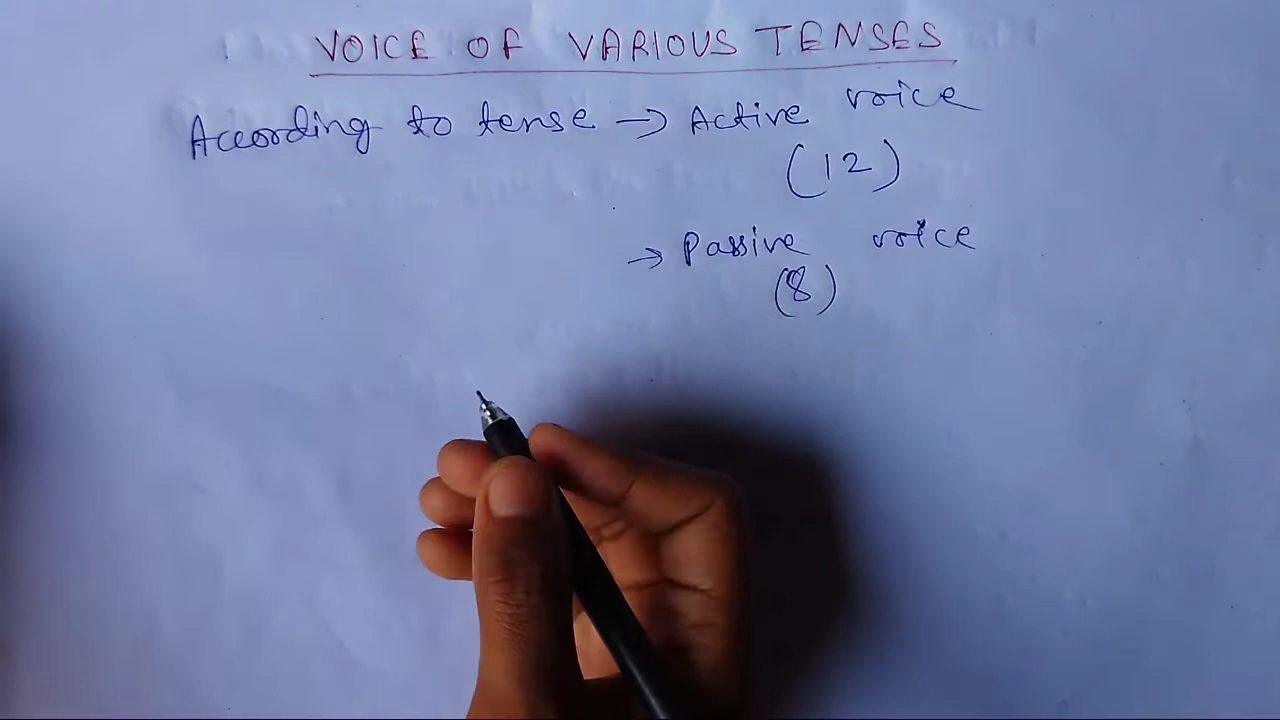 VOICE OF VARIOUS TENSES
According to tense → Active voice
(12)
→ Passive voice
(8)